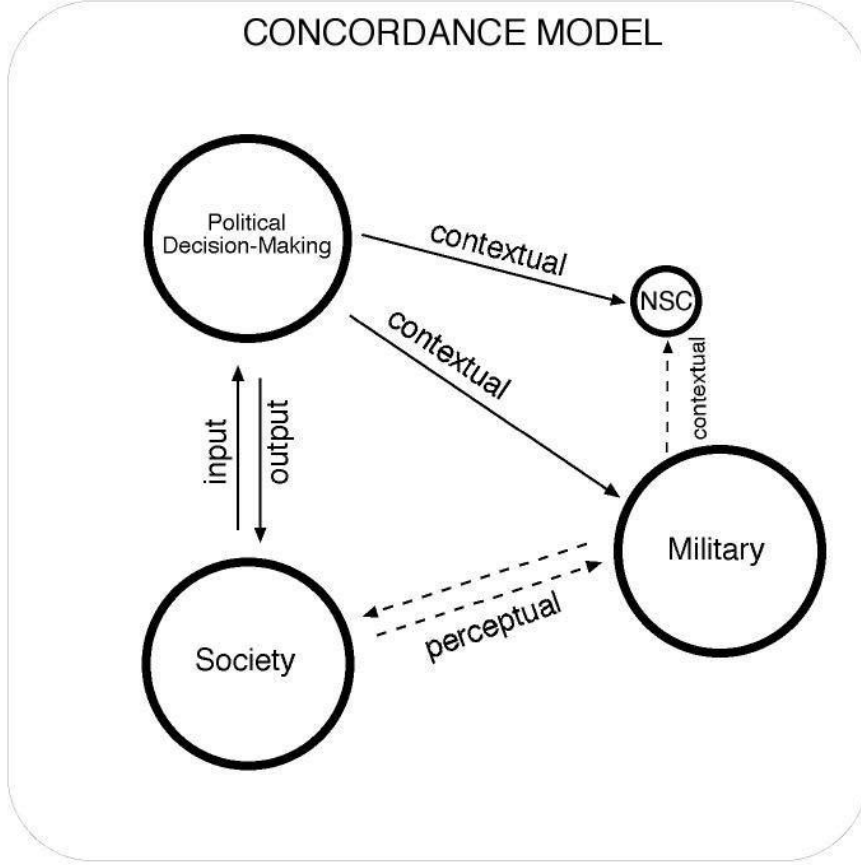 CONCORDANCE MODEL
Political
Decision-Making
contextual
NSC
contextual
contextual
input
output
Military
perceptual
Society